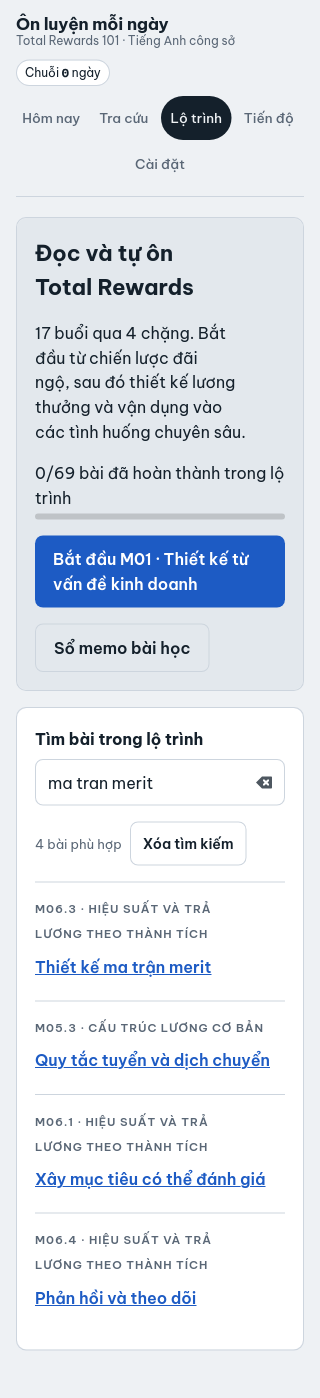 Ôn luyện mỗi ngày
Total Rewards 101 · Tiếng Anh công sở
Chuỗi 0 ngày
Hôm nay
Tra cứu
Lộ trình
Tiến độ
Cài đặt
Đọc và tự ôn
Total Rewards
17 buổi qua 4 chặng. Bắt
đầu từ chiến lược đãi
ngộ, sau đó thiết kế lương
thưởng và vận dụng vào
các tình huống chuyên sâu.
0/69 bài đã hoàn thành trong lộ
trình
Bắt đầu M01 · Thiết kế từ
vấn đề kinh doanh
Sổ memo bài học
Tìm bài trong lộ trình
ma tran merit
4 bài phù hợp
Xóa tìm kiếm
M06.3 · HIỆU SUẤT VÀ TRẢ
LƯƠNG THEO THÀNH TÍCH
Thiết kế ma trận merit
M05.3 · CẤU TRÚC LƯƠNG CƠ BẢN
Quy tắc tuyển và dịch chuyển
M06.1 · HIỆU SUẤT VÀ TRẢ
LƯƠNG THEO THÀNH TÍCH
Xây mục tiêu có thể đánh giá
M06.4 · HIỆU SUẤT VÀ TRẢ
LƯƠNG THEO THÀNH TÍCH
Phản hồi và theo dõi